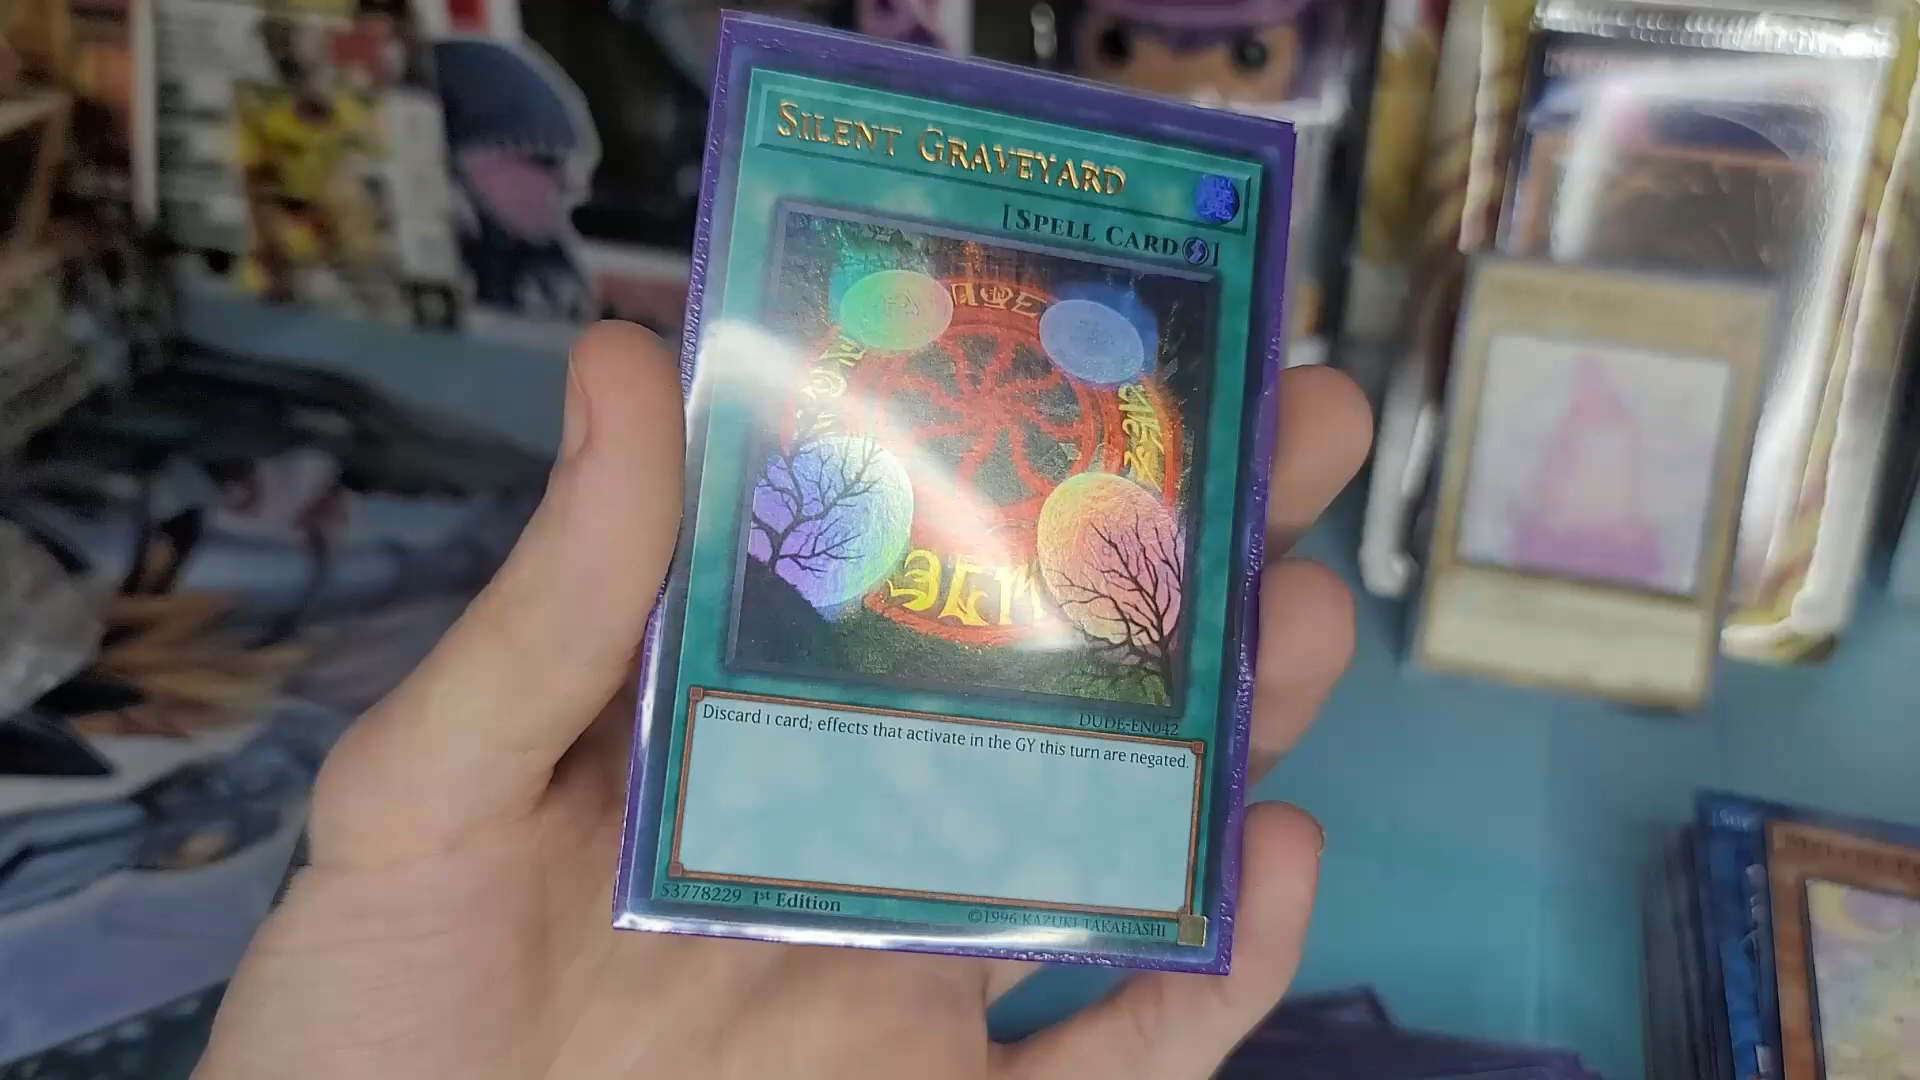 SILENT GRAVEYARD
[SPELL CARD]
DUDE-EN042
Discard 1 card; effects that activate in the GY this turn are negated.
53778229 1st Edition
©1996 KAZUKI TAKAHASHI